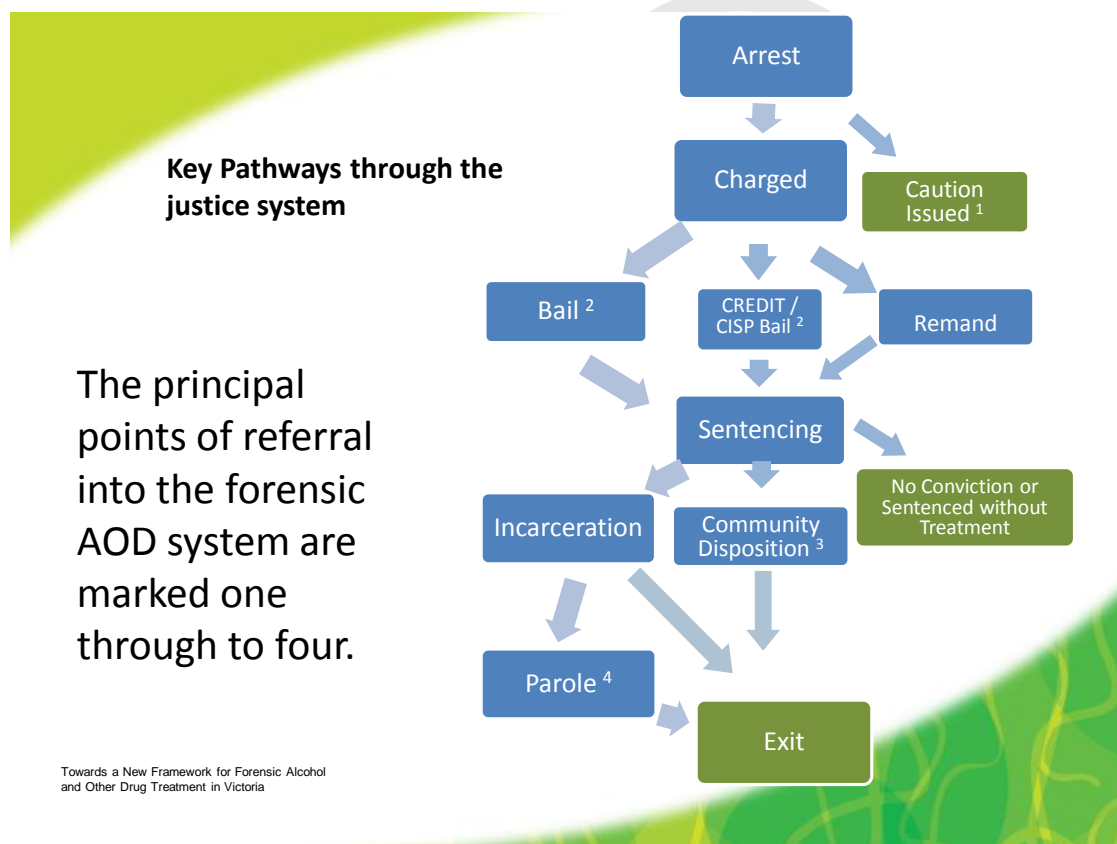 Arrest
Key Pathways through the
justice system
Charged
Caution
Issued 1
Bail 2
CREDIT /
CISP Bail 2
Remand
The principal
points of referral
into the forensic
AOD system are
marked one
through to four.
Sentencing
No Conviction or
Sentenced without
Treatment
Incarceration
Community
Disposition 3
Parole 4
Exit
Towards a New Framework for Forensic Alcohol
and Other Drug Treatment in Victoria